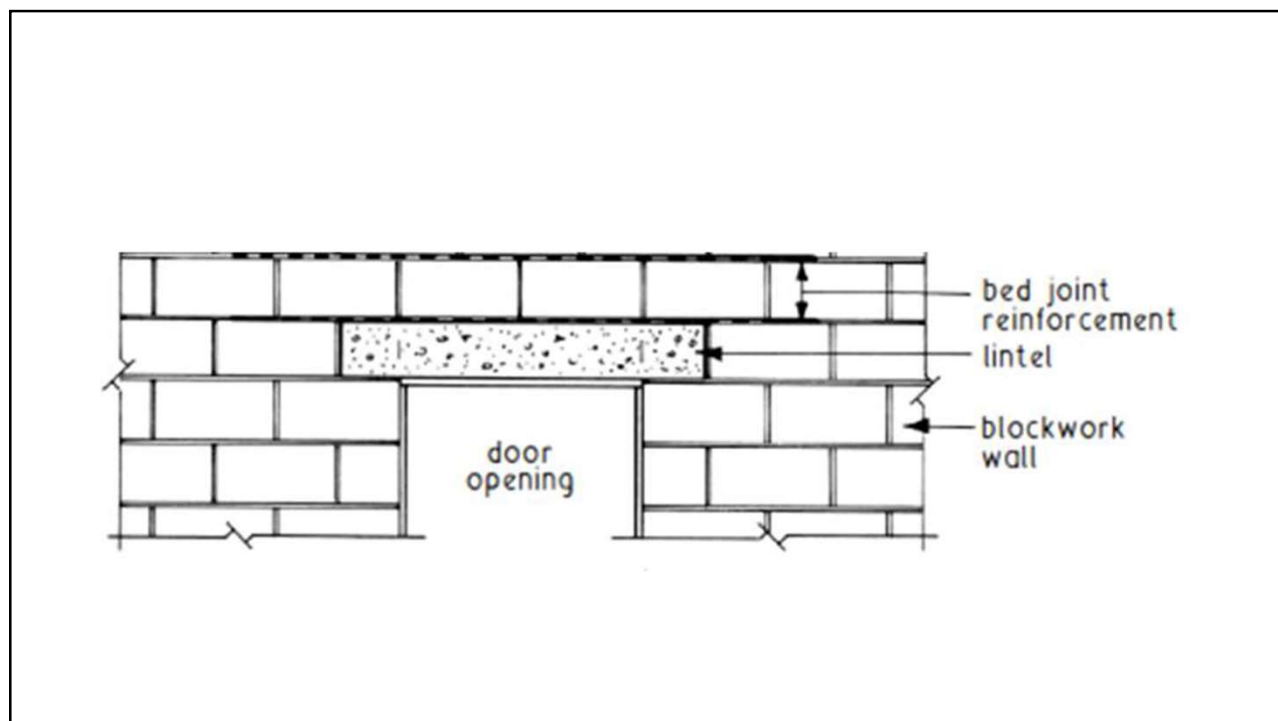 bed joint
reinforcement
lintel
blockwork
wall
door
opening